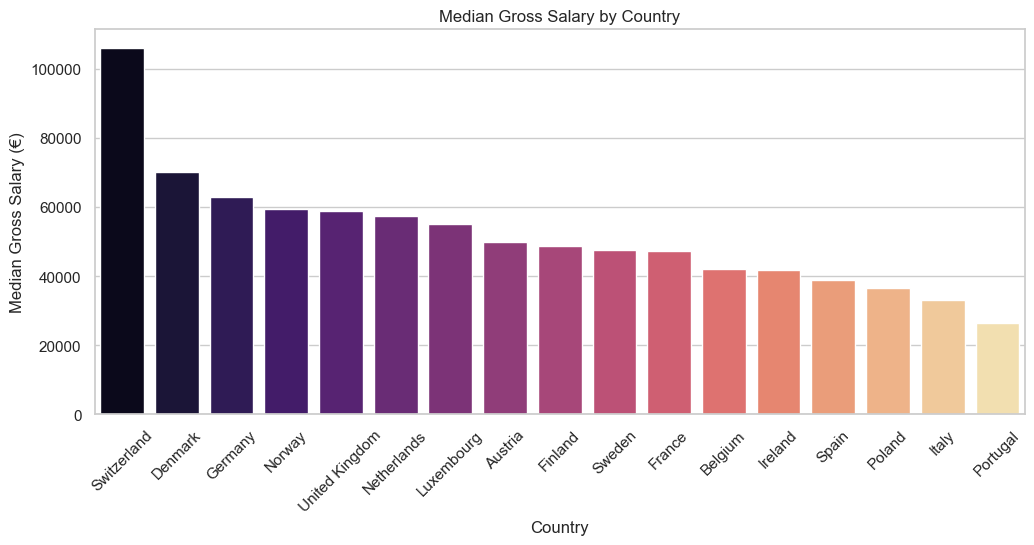 Median Gross Salary by Country
Median Gross Salary (€)
100000
80000
60000
40000
20000
0
Switzerland
Denmark
Germany
Norway
United Kingdom
Netherlands
Luxembourg
Austria
Finland
Sweden
France
Belgium
Ireland
Spain
Poland
Italy
Portugal
Country